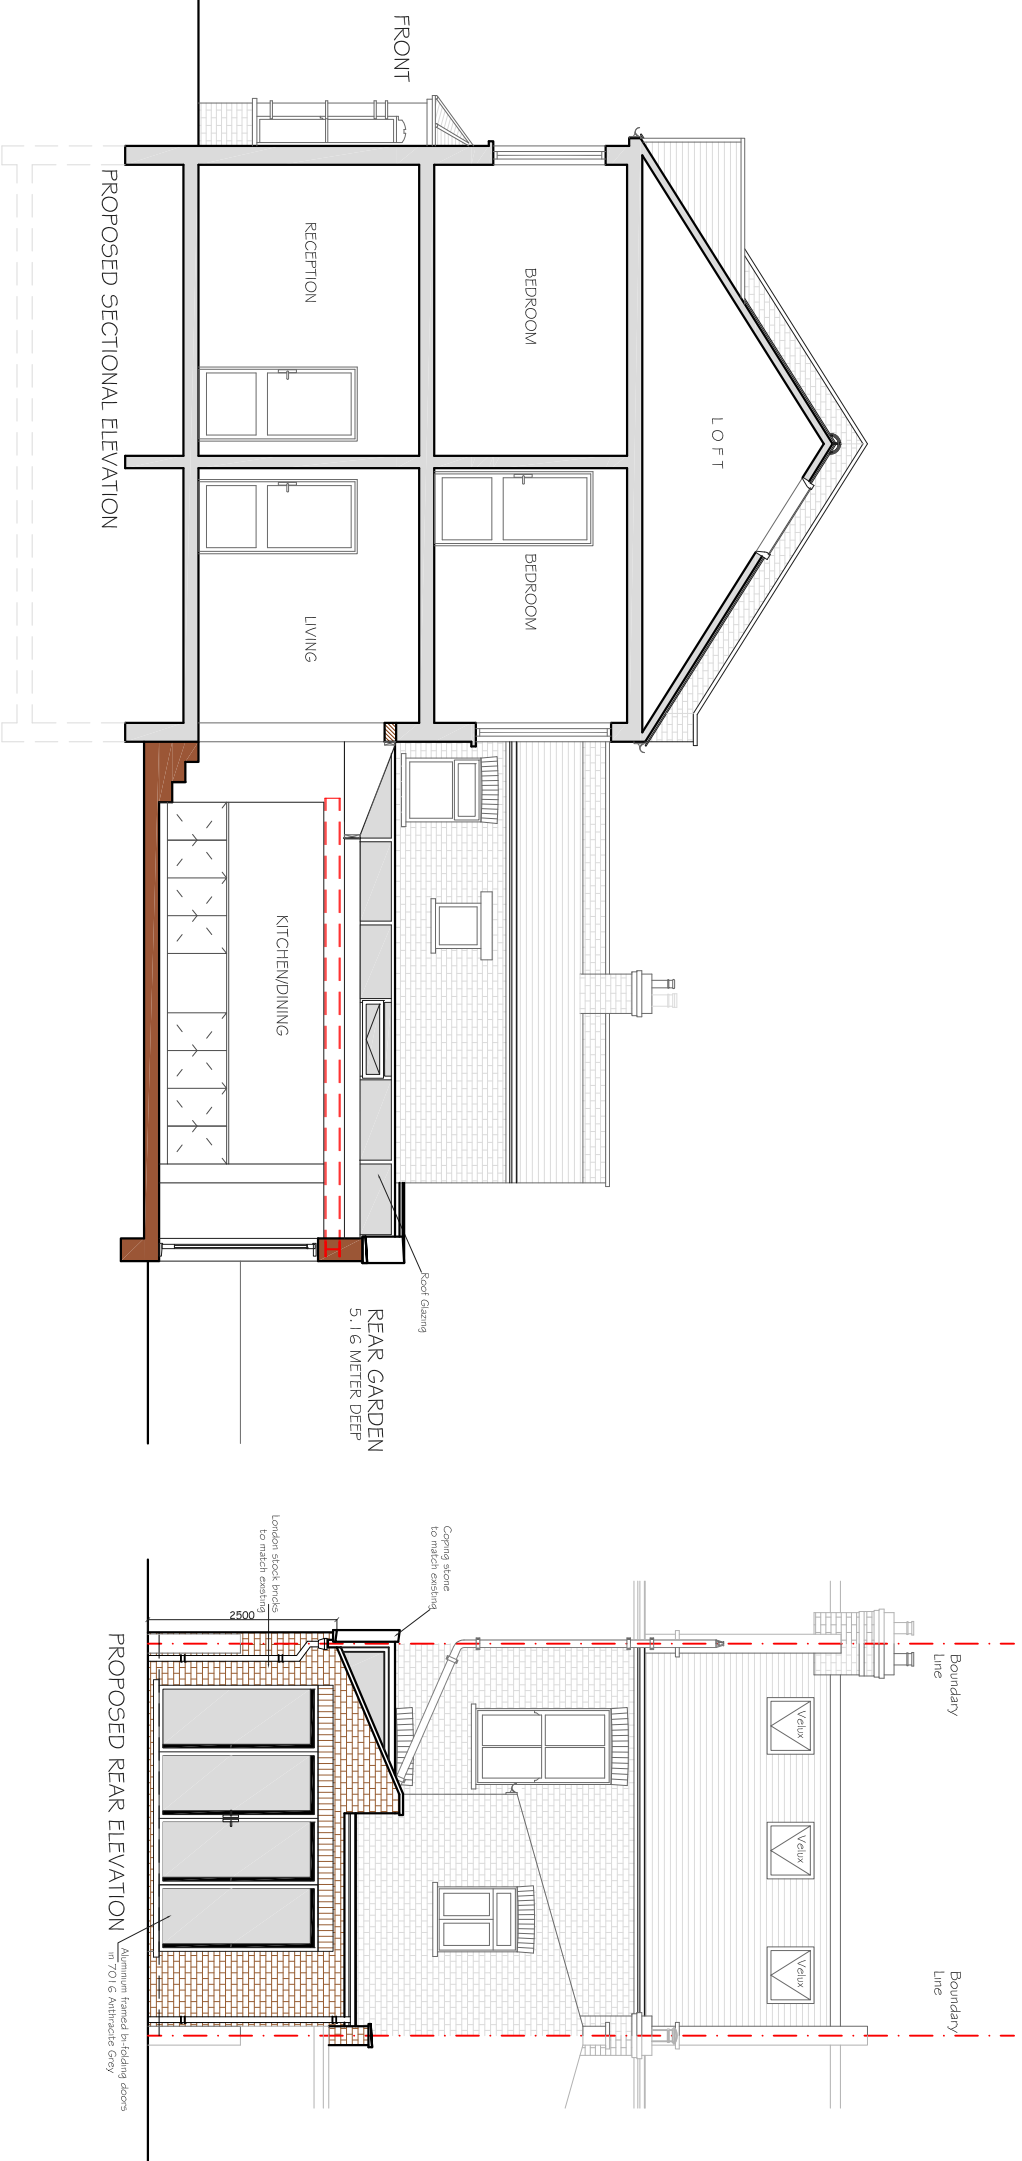 FRONT
RECEPTION
BEDROOM
LOFT
BEDROOM
LIVING
KITCHEN/DINING
Roof Glazing
REAR GARDEN
5.16 METER DEEP
PROPOSED SECTIONAL ELEVATION
Boundary
Line
Boundary
Line
Velux
Velux
Velux
Coping stone
to match existing
London stock bricks
to match existing
2500
Aluminium framed bi-folding doors
in 7016 Anthracite Grey
PROPOSED REAR ELEVATION